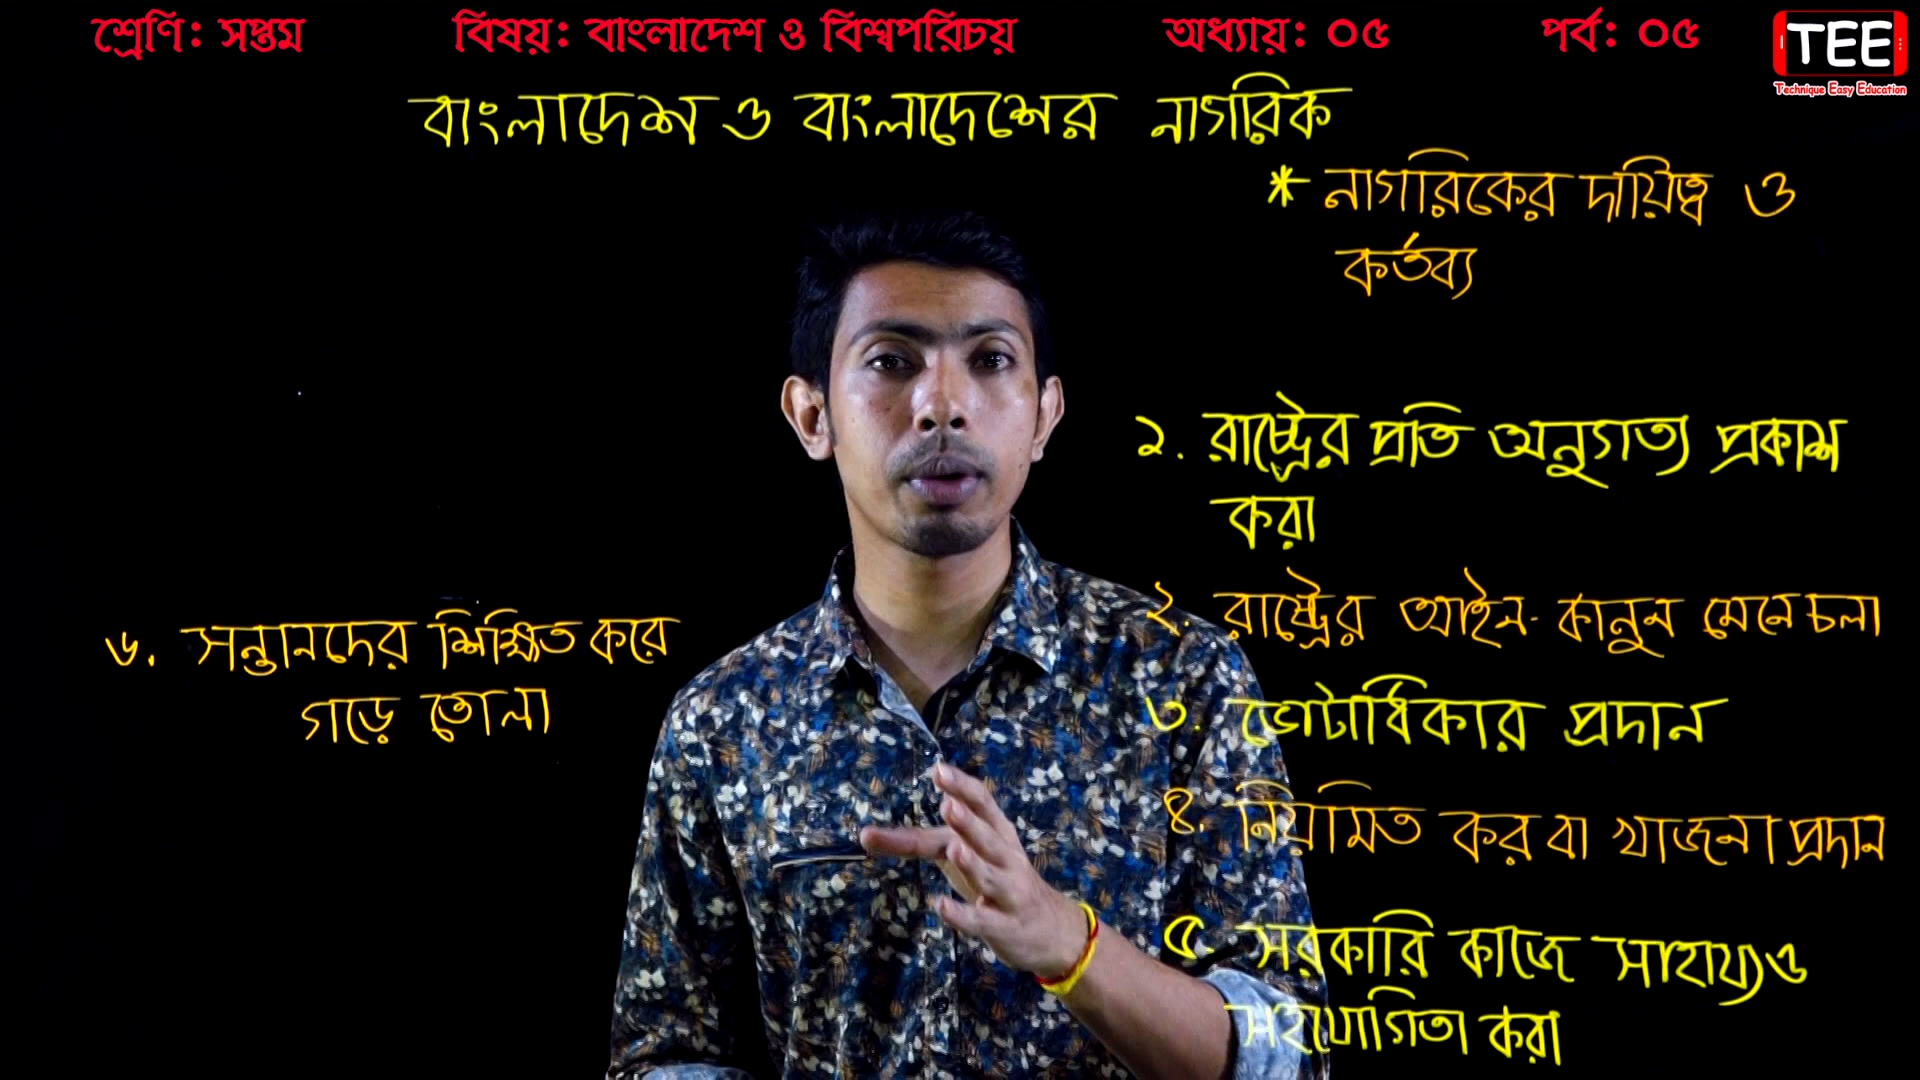 শ্রেণি: সপ্তম বিষয়: বাংলাদেশ ও বিশ্বপরিচয় অধ্যায়: ০৫ পর্ব: ০৫
TEE
Technique Easy Education
বাংলাদেশ ও বাংলাদেশের নাগরিক
* নাগরিকের দায়িত্ব ও
কর্তব্য
১. রাষ্ট্রের প্রতি অনুগত্য প্রকাশ
করা
২. রাষ্ট্রের আইন-কানুন মেনে চলা
৩. ভোটাধিকার প্রদান
৪. নিয়মিত কর বা খাজনা প্রদান
৫. সরকারি কাজে সাহায্য ও
সহযোগিতা করা
৬. সন্তানদের শিক্ষিত করে
গড়ে তোলা